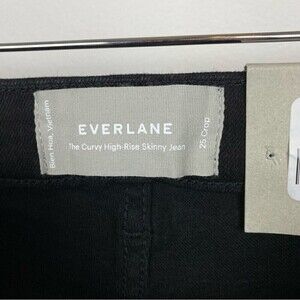 Bien Hoa, Vietnam
EVERLANE
The Curvy High-Rise Skinny Jean
25 Crop